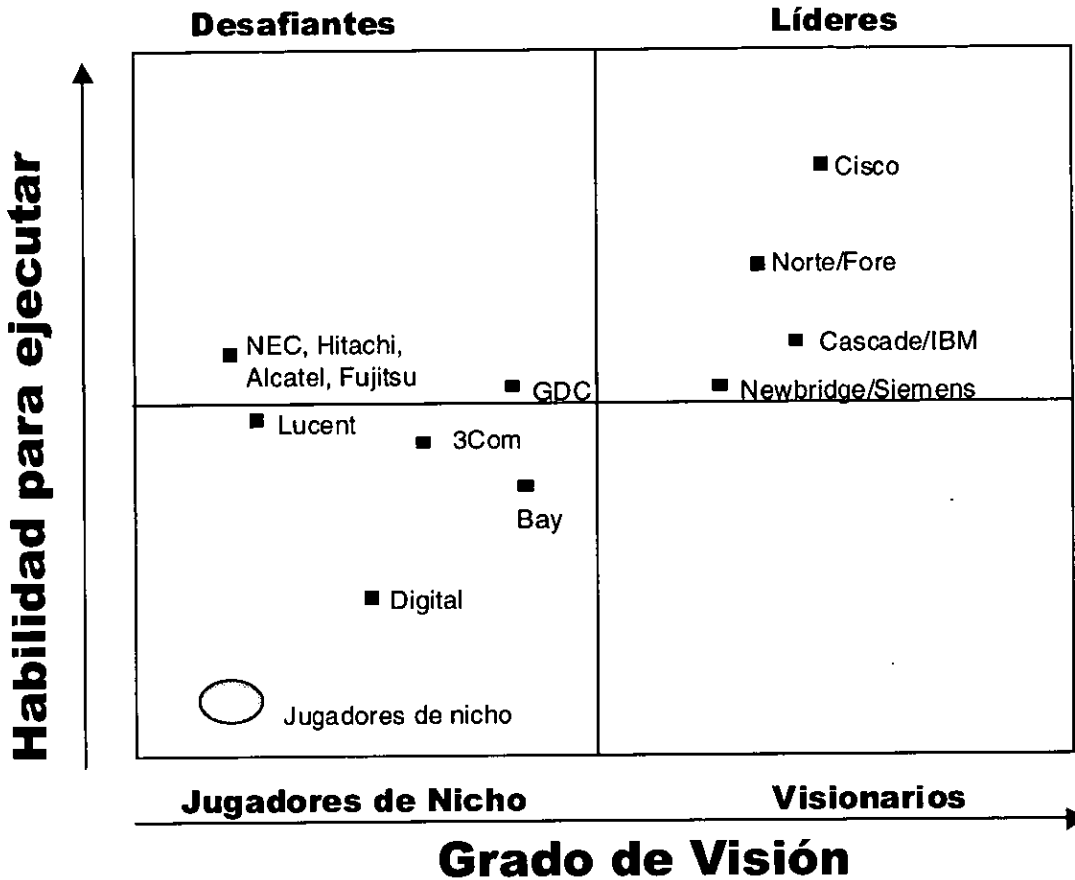 Desafiantes
Líderes
Habilidad para ejecutar
Cisco
Norte/Fore
Cascade/IBM
NEC, Hitachi,
Alcatel, Fujitsu
GDC
Newbridge/Siemens
Lucent
3Com
Bay
Digital
Jugadores de nicho
Jugadores de Nicho
Visionarios
Grado de Visión